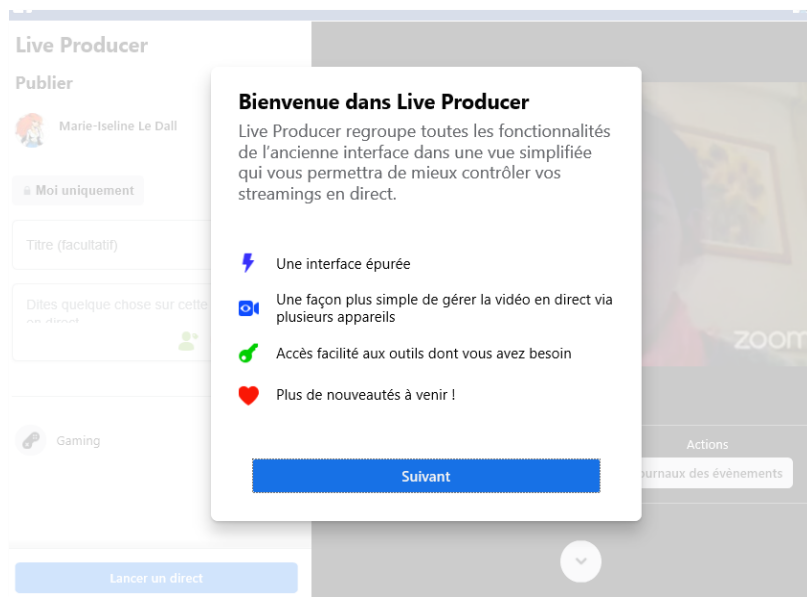 Live Producer
Publier
Marie-Iseline Le Dall
Moi uniquement
Titre (facultatif)
Dites quelque chose sur cette
en direct
Gaming
Lancer un direct
Bienvenue dans Live Producer
Live Producer regroupe toutes les fonctionnalités
de l'ancienne interface dans une vue simplifiée
qui vous permettra de mieux contrôler vos
streamings en direct.
Une interface épurée
Une façon plus simple de gérer la vidéo en direct via
plusieurs appareils
Accès facilité aux outils dont vous avez besoin
Plus de nouveautés à venir !
Suivant
zoom
Actions
ournaux des évènements